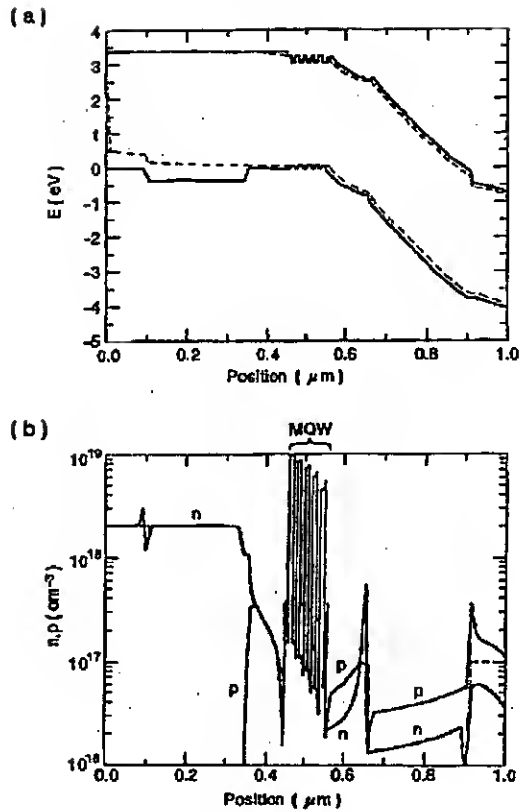 (a)
4
3
2
1
0
-1
-2
-3
-4
-5
E (eV)
0.0 0.2 0.4 0.6 0.8 1.0
Position ( μm)
(b)
MQW
10¹⁹
10¹⁸
10¹⁷
10¹⁶
n,p (cm⁻³)
n
p
p
n
p
n
0.0 0.2 0.4 0.6 0.8 1.0
Position ( μm)